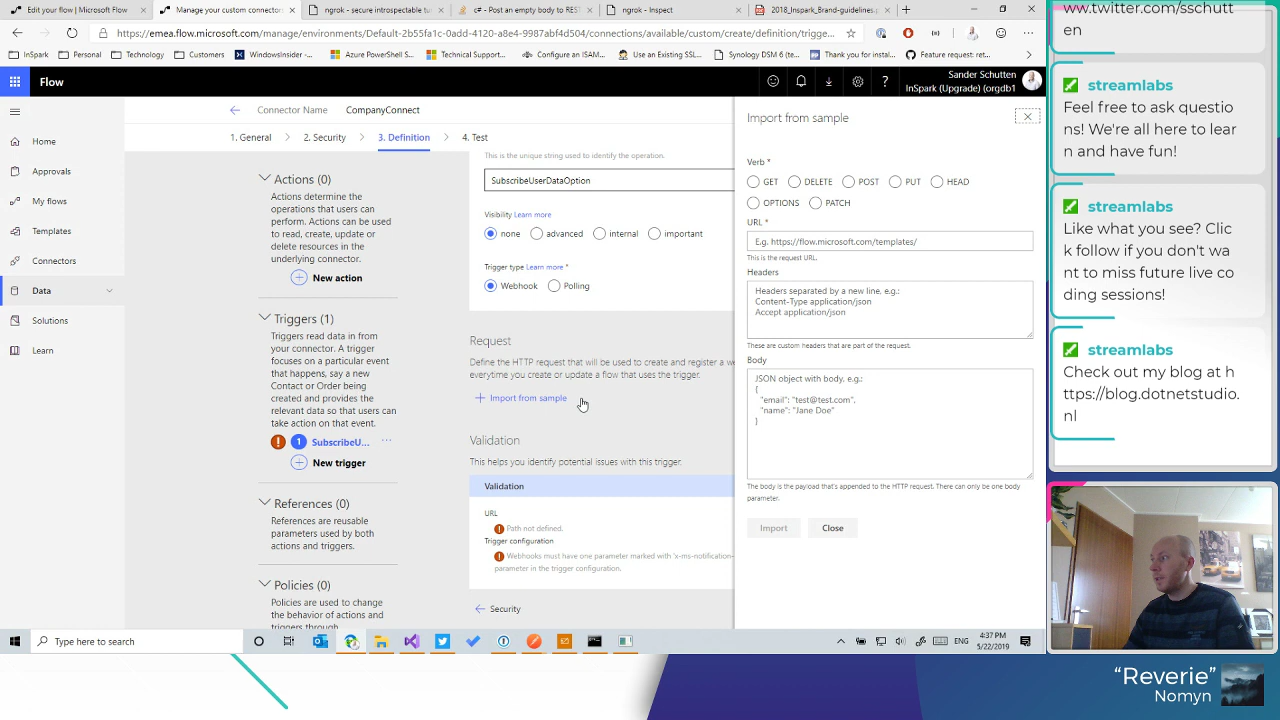 Edit Your Flow | Microsoft Flow
Manage your custom connectors
ngrok - secure introspectable tu
c# - Post an empty body to REST
ngrok - Inspect
2018_Inspark_Brand-guidelines.p
https://emea.flow.microsoft.com/manage/environments/Default-2b55fa1c-0add-4120-a8e4-9987abf4d504/connections/available/custom/create/definition/trigge...
InSpark
Azure
Family
Customers
WindowsInsider
Azure PowerShell S...
Technical Support...
Configure an ISAM...
Use an Existing SS...
Synology DSM 6 (te...
Thank you for instal...
Feature request: ret...
Flow
Sander Schutten
InSpark (Upgrade) (orgdb1
Connector Name
CompanyConnect
1. General
2. Security
3. Definition
4. Test
Home
Approvals
My flows
Templates
Connectors
Data
Solutions
Learn
Actions (0)
Actions determine the
operations that users can
perform. Actions can be used
to read, create, update or
delete resources in the
underlying connector.
New action
Triggers (1)
Triggers read data in from
your connector. A trigger
focuses on a particular event
that happens, say a new
Contact or Order being
created and provides the
relevant data so that users can
take action on that event.
1
SubscribeU...
New trigger
References (0)
References are reusable
parameters used by both
actions and triggers.
Policies (0)
Policies are used to change
the behavior of actions and
triggers through
This is the unique string used to identify the operation.
SubscribeUserDataOption
Visibility Learn more
none
advanced
internal
important
Trigger type Learn more *
Webhook
Polling
Request
Define the HTTP request that will be used to create and register a we
everytime you create or update a flow that uses the trigger.
Import from sample
Validation
This helps you identify potential issues with this trigger.
Validation
URL
Path not defined.
Trigger configuration
Webhooks must have one parameter marked with 'x-ms-notification-
parameter in the trigger configuration.
Security
Import from sample
Verb *
GET
DELETE
POST
PUT
HEAD
OPTIONS
PATCH
URL *
E.g. https://flow.microsoft.com/templates/
This is the request URL.
Headers
Headers separated by a new line. e.g.:
Content-Type application/json
Accept application/json
These are custom headers that are part of the request.
Body
JSON object with body. e.g.:
{
"email": "test@test.com",
"name": "Jane Doe"
}
The body is the payload that's appended to the HTTP request. There can only be one body
parameter.
Import
Close
Type here to search
ENG
4:37 PM
5/22/2019
ww.twitter.com/sschutt
en
streamlabs
Feel free to ask questio
ns! We're all here to lear
n and have fun!
streamlabs
Like what you see? Clic
k follow if you don't wa
nt to miss future live co
ding sessions!
streamlabs
Check out my blog at h
ttps://blog.dotnetstudio.
nl
"Reverie"
Nomyn